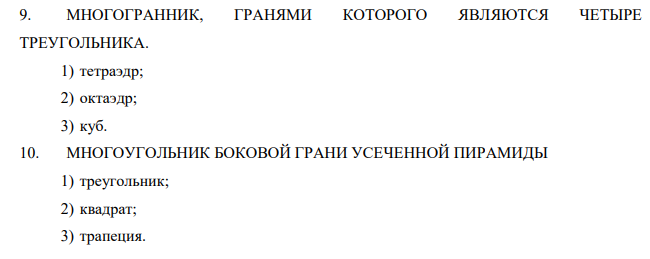 9. МНОГОГРАННИК, ГРАНЯМИ КОТОРОГО ЯВЛЯЮТСЯ ЧЕТЫРЕ
ТРЕУГОЛЬНИКА.
1) тетраэдр;
2) октаэдр;
3) куб.
10. МНОГОУГОЛЬНИК БОКОВОЙ ГРАНИ УСЕЧЕННОЙ ПИРАМИДЫ
1) треугольник;
2) квадрат;
3) трапеция.